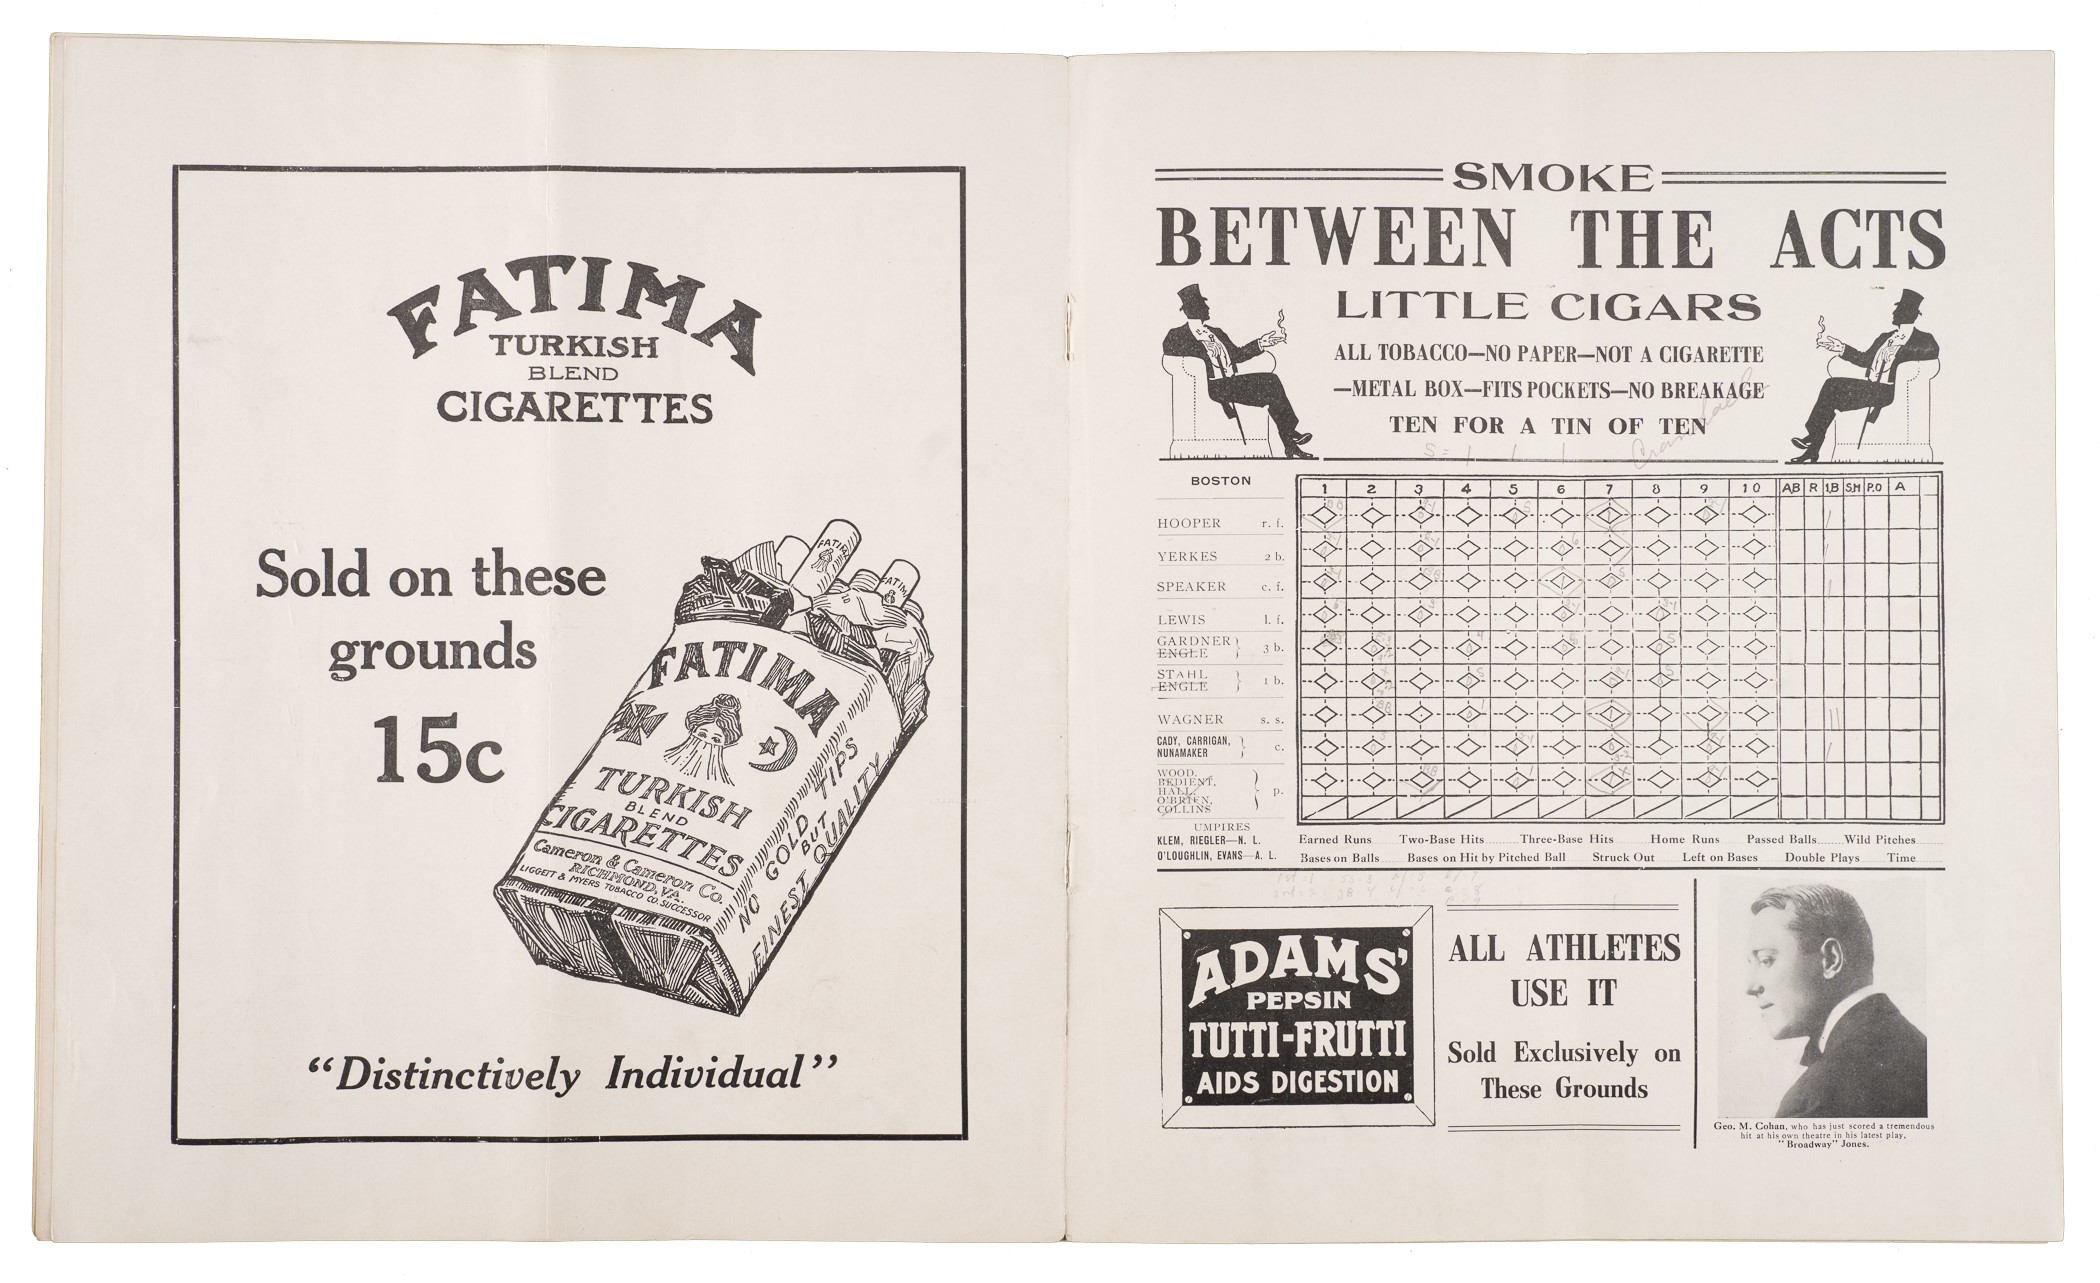 FATIMA
TURKISH
BLEND
CIGARETTES
Sold on these
grounds
15c
FATIMA
FATIMA
FATIMA
TURKISH
BLEND
CIGARETTES
Cameron & Cameron Co.
RICHMOND, VA.
LIGGETT & MYERS TOBACCO CO. SUCCESSOR
NO GOLD TIPS
BUT
FINEST QUALITY
“Distinctively Individual”
SMOKE
BETWEEN THE ACTS
LITTLE CIGARS
ALL TOBACCO—NO PAPER—NOT A CIGARETTE
—METAL BOX—FITS POCKETS—NO BREAKAGE
TEN FOR A TIN OF TEN
BOSTON 1 2 3 4 5 6 7 8 9 10 A,B R 1,B S,H P.O A
HOOPER r. f.
YERKES 2 b.
SPEAKER c. f.
LEWIS l. f.
GARDNER
ENGLE } 3 b.
STAHL
ENGLE } 1 b.
WAGNER s. s.
CADY, CARRIGAN,
NUNAMAKER } c.
WOOD,
BEDIENT,
HALL,
O'BRIEN,
COLLINS } p.
UMPIRES
KLEM, RIEGLER—N. L.
O'LOUGHLIN, EVANS—A. L.
Earned Runs Two-Base Hits Three-Base Hits Home Runs Passed Balls Wild Pitches
Bases on Balls Bases on Hit by Pitched Ball Struck Out Left on Bases Double Plays Time
ADAMS'
PEPSIN
TUTTI-FRUTTI
AIDS DIGESTION
ALL ATHLETES
USE IT
Sold Exclusively on
These Grounds
Geo. M. Cohan, who has just scored a tremendous
hit at his own theatre in his latest play,
"Broadway" Jones.